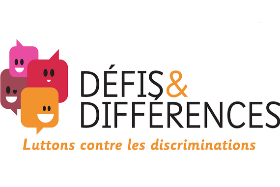 DÉFIS&
DIFFÉRENCES
Luttons contre les discriminations